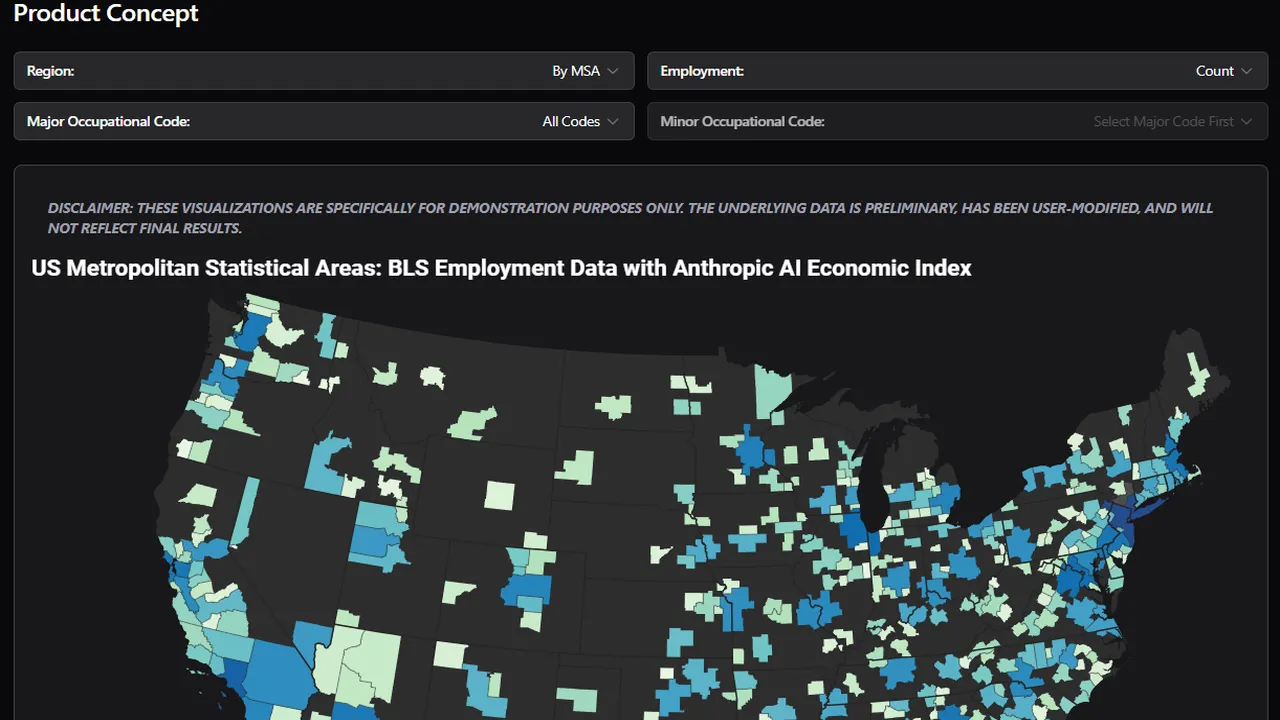 Product Concept
Region: By MSA
Employment: Count
Major Occupational Code: All Codes
Minor Occupational Code: Select Major Code First
DISCLAIMER: THESE VISUALIZATIONS ARE SPECIFICALLY FOR DEMONSTRATION PURPOSES ONLY. THE UNDERLYING DATA IS PRELIMINARY, HAS BEEN USER-MODIFIED, AND WILL
NOT REFLECT FINAL RESULTS.
US Metropolitan Statistical Areas: BLS Employment Data with Anthropic AI Economic Index